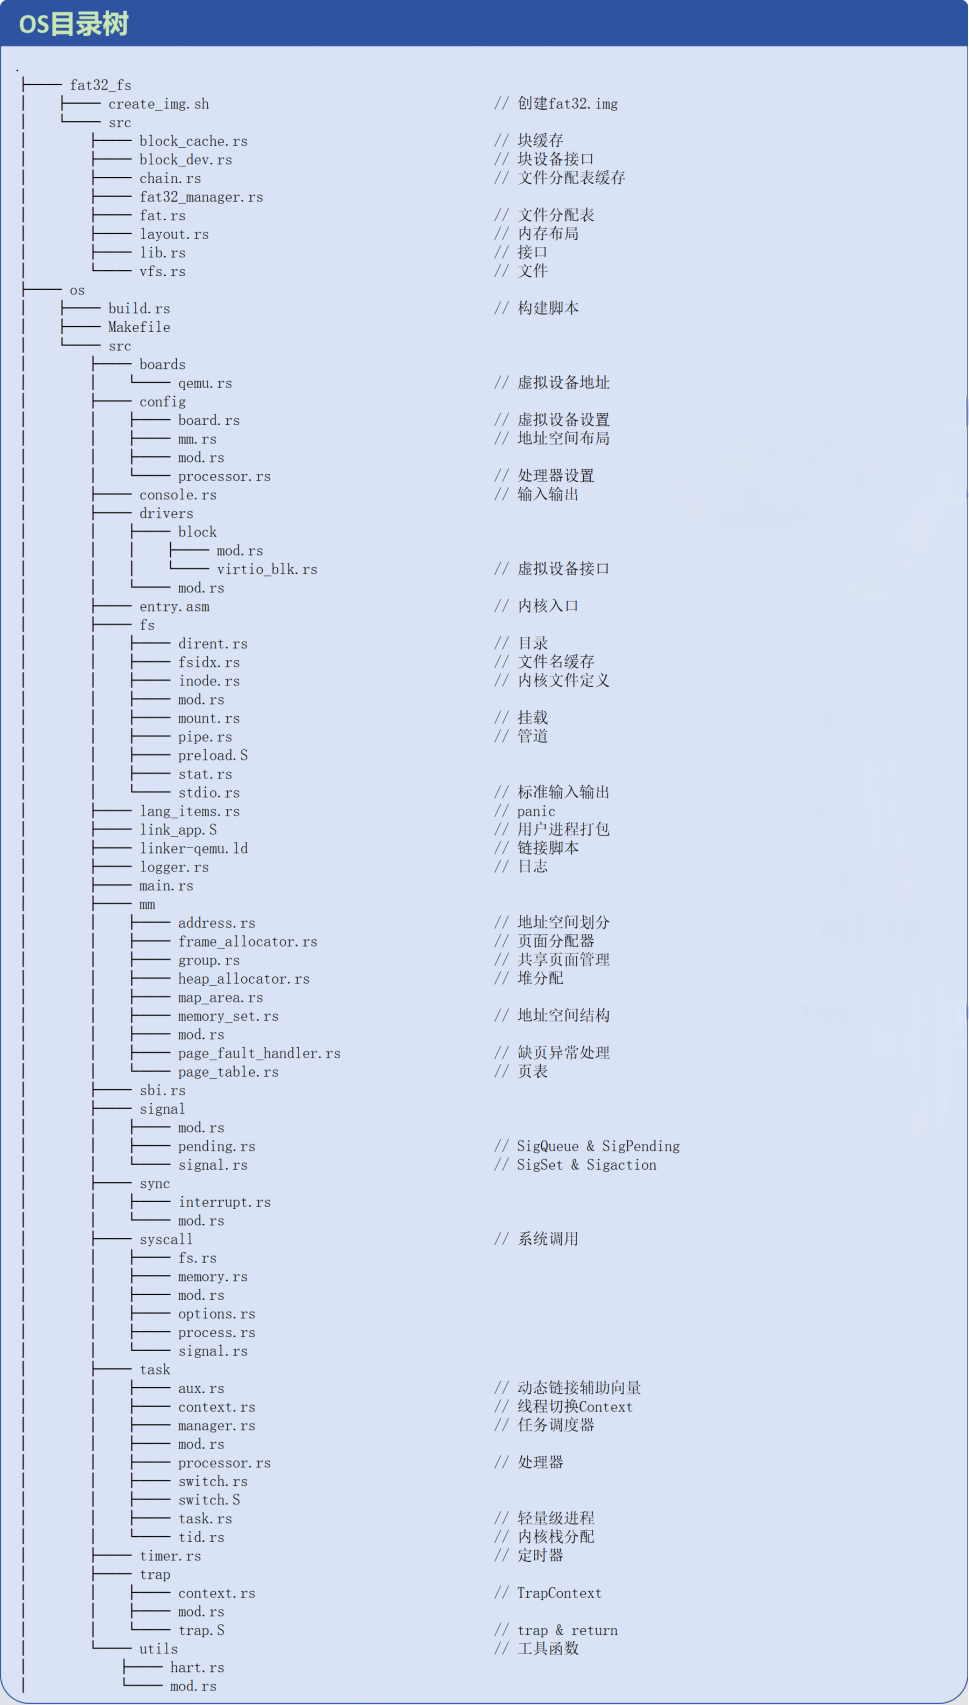 OS目录树
.
├── fat32_fs
│   ├── create_img.sh // 创建fat32.img
│   └── src
│       ├── block_cache.rs // 块缓存
│       ├── block_dev.rs // 块设备接口
│       ├── chain.rs // 文件分配表缓存
│       ├── fat32_manager.rs
│       ├── fat.rs // 文件分配表
│       ├── layout.rs // 内存布局
│       ├── lib.rs // 接口
│       └── vfs.rs // 文件
├── os
│   ├── build.rs // 构建脚本
│   ├── Makefile
│   └── src
│       ├── boards
│       │   └── qemu.rs // 虚拟设备地址
│       ├── config
│       │   ├── board.rs // 虚拟设备设置
│       │   ├── mm.rs // 地址空间布局
│       │   ├── mod.rs
│       │   └── processor.rs // 处理器设置
│       ├── console.rs // 输入输出
│       ├── drivers
│       │   ├── block
│       │   │   ├── mod.rs
│       │   │   └── virtio_blk.rs // 虚拟设备接口
│       │   └── mod.rs
│       ├── entry.asm // 内核入口
│       ├── fs
│       │   ├── dirent.rs // 目录
│       │   ├── fsidx.rs // 文件名缓存
│       │   ├── inode.rs // 内核文件定义
│       │   ├── mod.rs
│       │   ├── mount.rs // 挂载
│       │   ├── pipe.rs // 管道
│       │   ├── preload.S
│       │   ├── stat.rs
│       │   └── stdio.rs // 标准输入输出
│       ├── lang_items.rs // panic
│       ├── link_app.S // 用户进程打包
│       ├── linker-qemu.ld // 链接脚本
│       ├── logger.rs // 日志
│       ├── main.rs
│       ├── mm
│       │   ├── address.rs // 地址空间划分
│       │   ├── frame_allocator.rs // 页面分配器
│       │   ├── group.rs // 共享页面管理
│       │   ├── heap_allocator.rs // 堆分配
│       │   ├── map_area.rs
│       │   ├── memory_set.rs // 地址空间结构
│       │   ├── mod.rs
│       │   ├── page_fault_handler.rs // 缺页异常处理
│       │   └── page_table.rs // 页表
│       ├── sbi.rs
│       ├── signal
│       │   ├── mod.rs
│       │   ├── pending.rs // SigQueue & SigPending
│       │   └── signal.rs // SigSet & Sigaction
│       ├── sync
│       │   ├── interrupt.rs
│       │   └── mod.rs
│       ├── syscall // 系统调用
│       │   ├── fs.rs
│       │   ├── memory.rs
│       │   ├── mod.rs
│       │   ├── options.rs
│       │   ├── process.rs
│       │   └── signal.rs
│       ├── task
│       │   ├── aux.rs // 动态链接辅助向量
│       │   ├── context.rs // 线程切换Context
│       │   ├── manager.rs // 任务调度器
│       │   ├── mod.rs
│       │   ├── processor.rs // 处理器
│       │   ├── switch.rs
│       │   ├── switch.S
│       │   ├── task.rs // 轻量级进程
│       │   └── tid.rs // 内核栈分配
│       ├── timer.rs // 定时器
│       ├── trap
│       │   ├── context.rs // TrapContext
│       │   ├── mod.rs
│       │   └── trap.S // trap & return
│       └── utils // 工具函数
│           ├── hart.rs
│           └── mod.rs